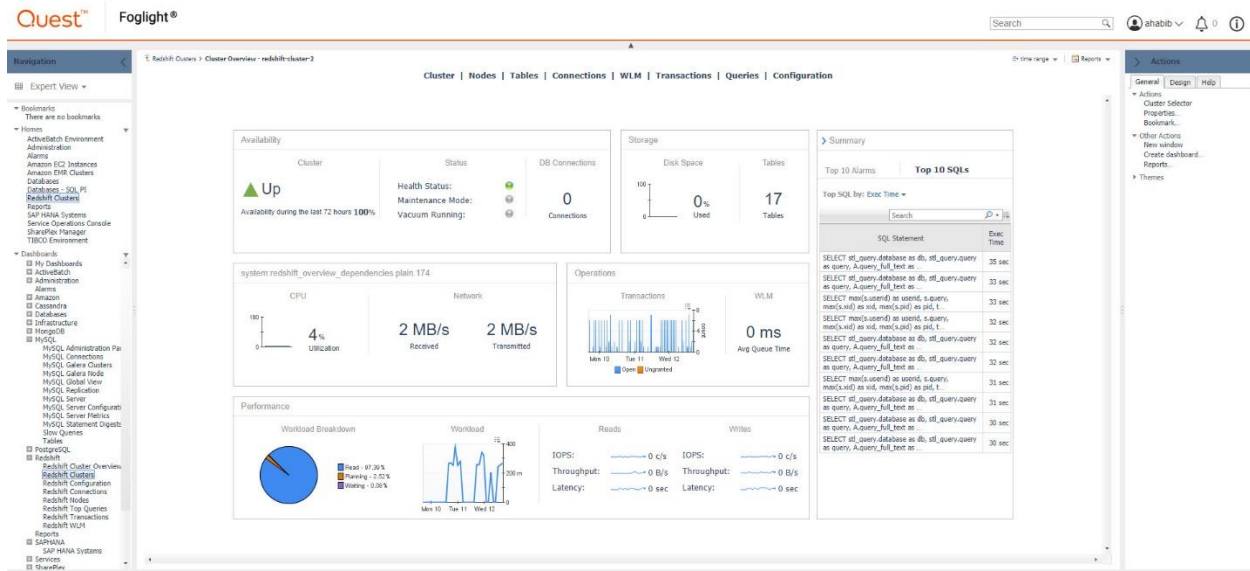 Quest™ Foglight®
Search
ahabib
0
Navigation
Expert View
Bookmarks
There are no bookmarks
Homes
ActiveBatch Environment
Administration
Alarms
Amazon EC2 Instances
Amazon EMR Clusters
Databases
Databases - SQL PI
Redshift Clusters
Reports
SAP HANA Systems
Service Operations Console
SharePlex Manager
TIBCO Environment
Dashboards
My Dashboards
ActiveBatch
Administration
Alarms
Amazon
Cassandra
Databases
Infrastructure
MongoDB
MySQL
MySQL Administration Pa
MySQL Connections
MySQL Galera Clusters
MySQL Galera Node
MySQL Global View
MySQL Replication
MySQL Server
MySQL Server Configurati
MySQL Server Metrics
MySQL Statement Digests
Slow Queries
Tables
PostgreSQL
Redshift
Redshift Cluster Overview
Redshift Clusters
Redshift Configuration
Redshift Connections
Redshift Nodes
Redshift Top Queries
Redshift Transactions
Redshift WLM
Reports
SAPHANA
SAP HANA Systems
Services
SharePlex
Redshift Clusters > Cluster Overview - redshift-cluster-2
time range
Reports
Cluster | Nodes | Tables | Connections | WLM | Transactions | Queries | Configuration
Availability
Cluster
Up
Availability during the last 72 hours 100%
Status
Health Status:
Maintenance Mode:
Vacuum Running:
DB Connections
0
Connections
Storage
Disk Space
100
0
0%
Used
Tables
17
Tables
system:redshift_overview_dependencies plain.174
CPU
100
0
4%
Utilization
Network
2 MB/s
Received
2 MB/s
Transmitted
Operations
Transactions
8
4
0
count
Mon 10 Tue 11 Wed 12
Open Ungranted
WLM
0 ms
Avg Queue Time
Performance
Workload Breakdown
Read - 97.39%
Planning - 2.52%
Waiting - 0.09%
Workload
400
200 m
0
Mon 10 Tue 11 Wed 12
Reads
IOPS: 0 c/s
Throughput: 0 B/s
Latency: 0 sec
Writes
IOPS: 0 c/s
Throughput: 0 B/s
Latency: 0 sec
Summary
Top 10 Alarms Top 10 SQLs
Top SQL by: Exec Time
Search
SQL Statement Exec Time
SELECT stl_query.database as db, stl_query.query
as query, A.query_full_text as ... 35 sec
SELECT stl_query.database as db, stl_query.query
as query, A.query_full_text as ... 33 sec
SELECT max(s.userid) as userid, s.query,
max(s.xid) as xid, max(s.pid) as pid, t... 33 sec
SELECT max(s.userid) as userid, s.query,
max(s.xid) as xid, max(s.pid) as pid, t... 32 sec
SELECT stl_query.database as db, stl_query.query
as query, A.query_full_text as ... 32 sec
SELECT stl_query.database as db, stl_query.query
as query, A.query_full_text as ... 32 sec
SELECT max(s.userid) as userid, s.query,
max(s.xid) as xid, max(s.pid) as pid, t... 31 sec
SELECT stl_query.database as db, stl_query.query
as query, A.query_full_text as ... 31 sec
SELECT stl_query.database as db, stl_query.query
as query, A.query_full_text as ... 30 sec
SELECT stl_query.database as db, stl_query.query
as query, A.query_full_text as ... 30 sec
Actions
General Design Help
Actions
Cluster Selector
Properties...
Bookmark...
Other Actions
New window
Create dashboard...
Reports...
Themes